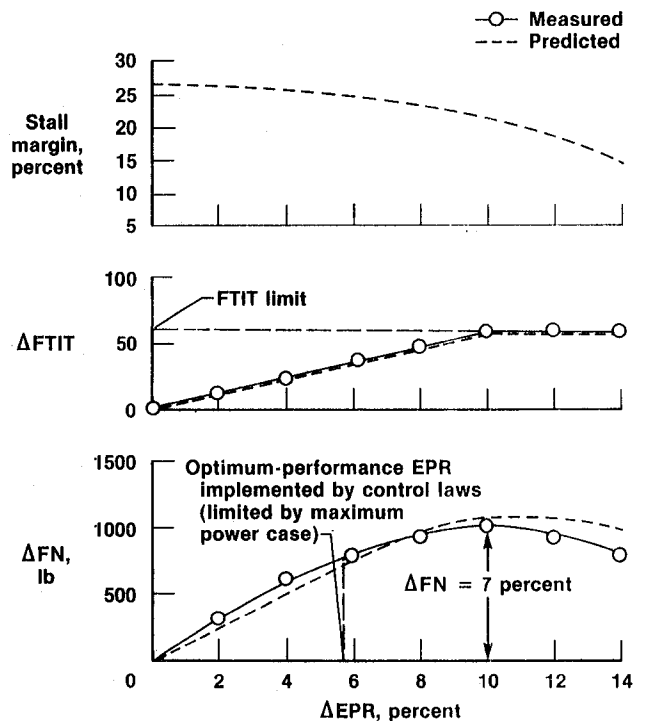 Measured
Predicted
30
25
20
15
10
5
Stall
margin,
percent
100
50
0
FTIT limit
ΔFTIT
1500
1000
500
0
Optimum-performance EPR
implemented by control laws
(limited by maximum
power case)
ΔFN,
lb
ΔFN = 7 percent
2 4 6 8 10 12 14
ΔEPR, percent